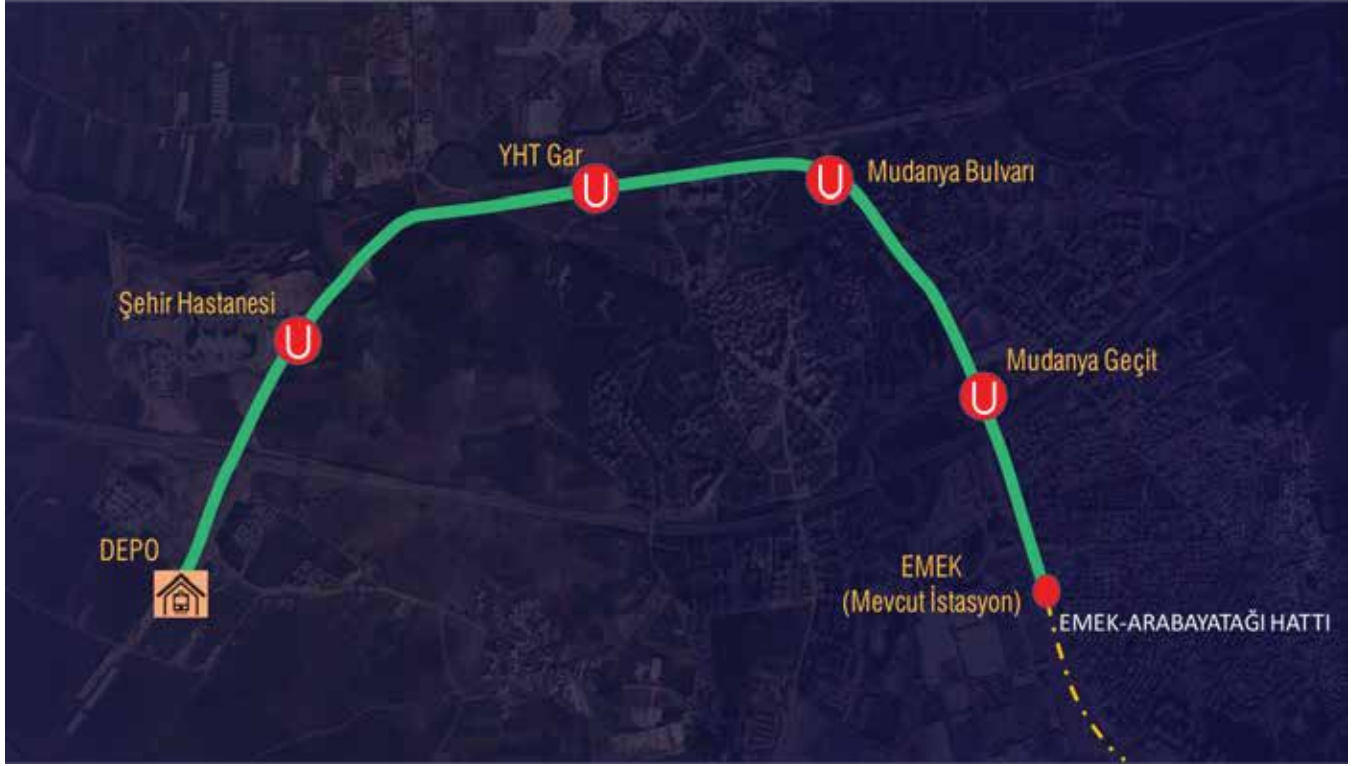 YHT Gar
Mudanya Bulvarı
Şehir Hastanesi
Mudanya Geçit
DEPO
EMEK
(Mevcut İstasyon)
EMEK-ARABAYATAĞI HATTI